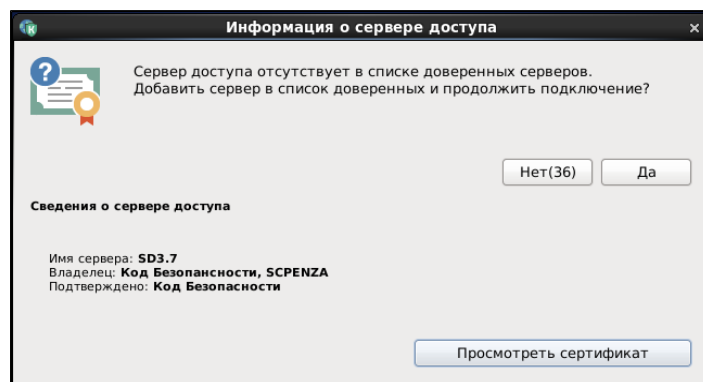 Информация о сервере доступа
Сервер доступа отсутствует в списке доверенных серверов.
Добавить сервер в список доверенных и продолжить подключение?
Нет(36)
Да
Сведения о сервере доступа
Имя сервера: SD3.7
Владелец: Код Безопансности, SCPENZA
Подтверждено: Код Безопасности
Просмотреть сертификат